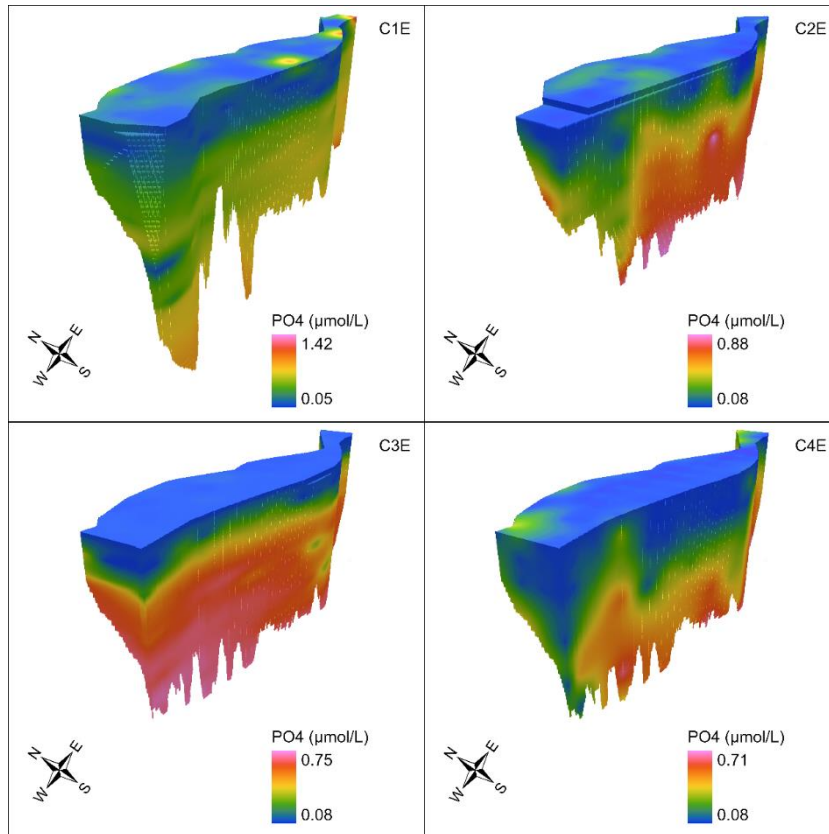 C1E
N
E
W
S
PO4 (µmol/L)
1.42
0.05
C2E
N
E
W
S
PO4 (µmol/L)
0.88
0.08
C3E
N
E
W
S
PO4 (µmol/L)
0.75
0.08
C4E
N
E
W
S
PO4 (µmol/L)
0.71
0.08